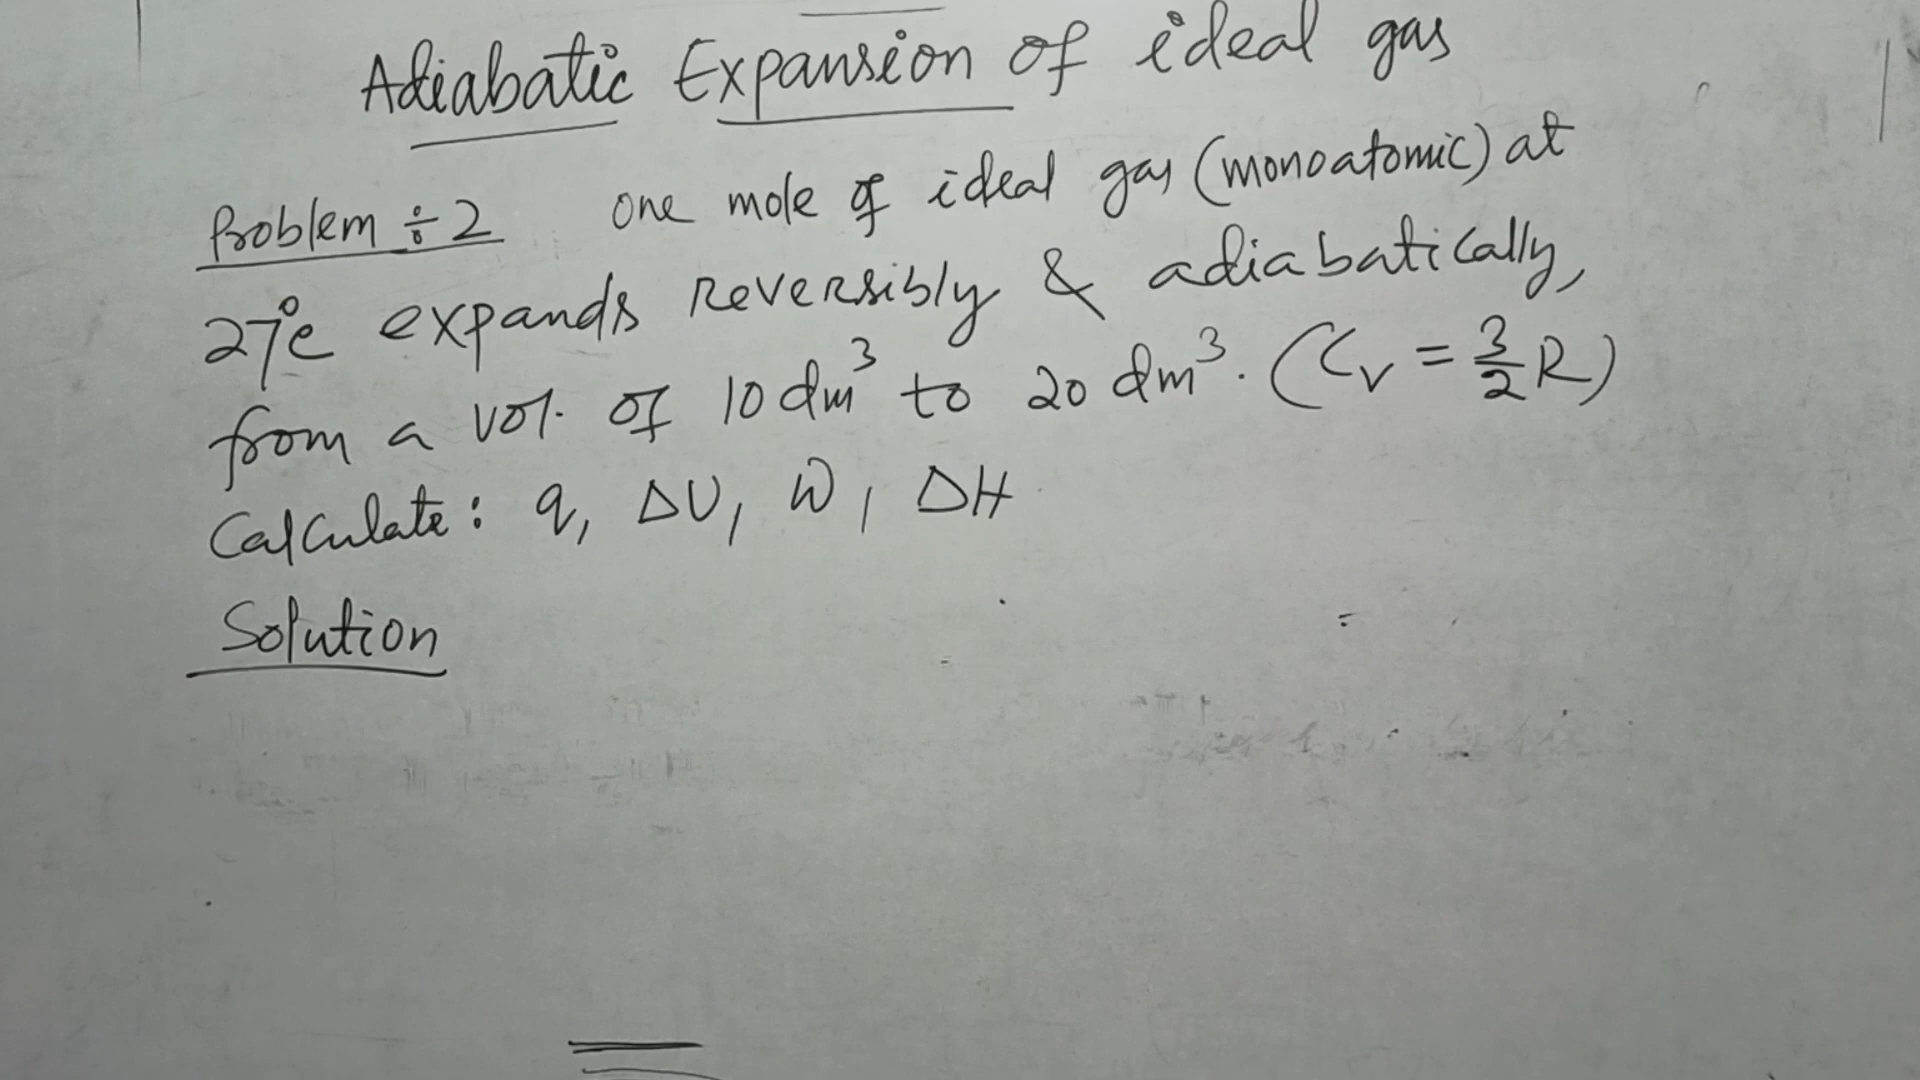 Adiabatic Expansion of ideal gas
Problem ÷ 2 one mole of ideal gas (monoatomic) at
27°c expands reversibly & adiabatically,
from a vol. of 10 dm³ to 20 dm³. (Cv = 3/2 R)
Calculate: q, ΔU, W, ΔH
Solution